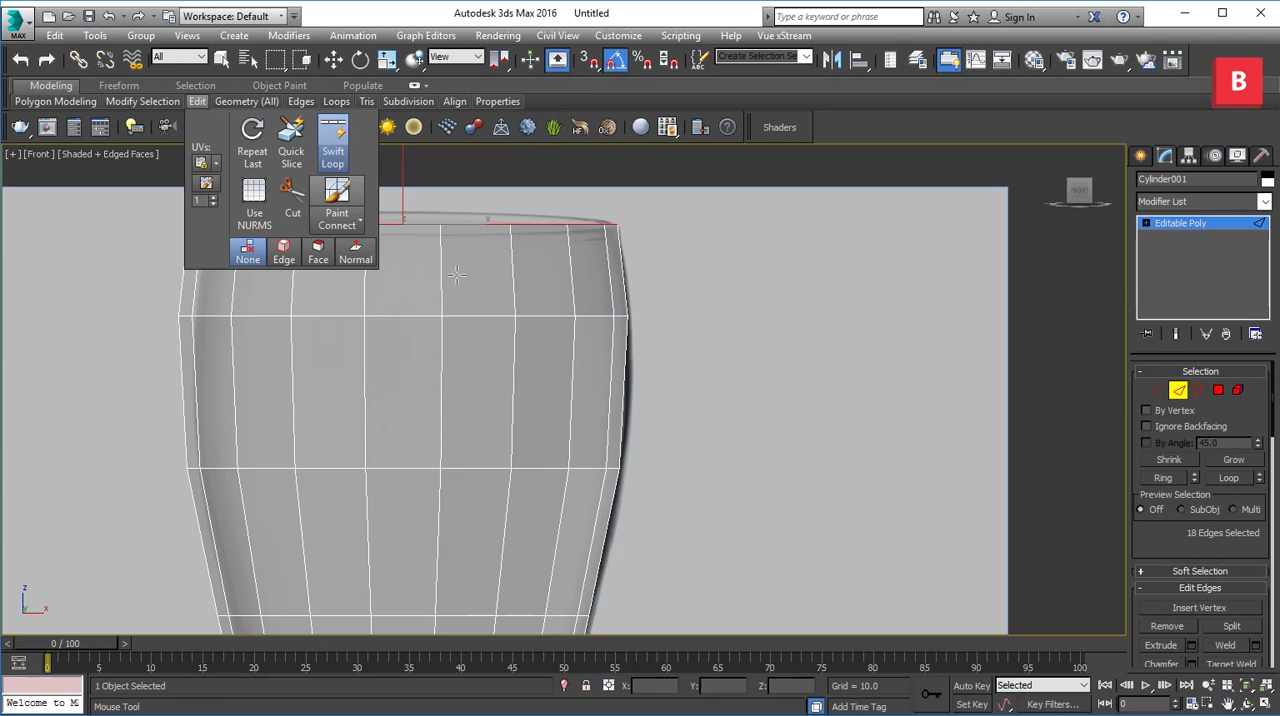 MAX
Workspace: Default
Autodesk 3ds Max 2016 Untitled
Type a keyword or phrase
Sign In
Edit Tools Group Views Create Modifiers Animation Graph Editors Rendering Civil View Customize Scripting Help Vue xStream
All
View
3
%
Create Selection Se
B
Modeling Freeform Selection Object Paint Populate
Polygon Modeling Modify Selection Edit Geometry (All) Edges Loops Tris Subdivision Align Properties
Shaders
[+] [Front] [Shaded + Edged Faces]
UVs:
1
Repeat Last
Quick Slice
Swift Loop
Use NURMS
Cut
Paint Connect
None Edge Face Normal
x
FRONT
z
y x
Cylinder001
Modifier List
Editable Poly
- Selection
By Vertex
Ignore Backfacing
By Angle: 45.0
Shrink Grow
Ring Loop
Preview Selection
Off SubObj Multi
18 Edges Selected
+ Soft Selection
- Edit Edges
Insert Vertex
Remove Split
Extrude Weld
Chamfer Target Weld
< 0 / 100 >
0 5 10 15 20 25 30 35 40 45 50 55 60 65 70 75 80 85 90 95 100
1 Object Selected
X: Y: Z: Grid = 10.0
Auto Key Selected
Welcome to M
Mouse Tool
Add Time Tag
Set Key Key Filters...
0